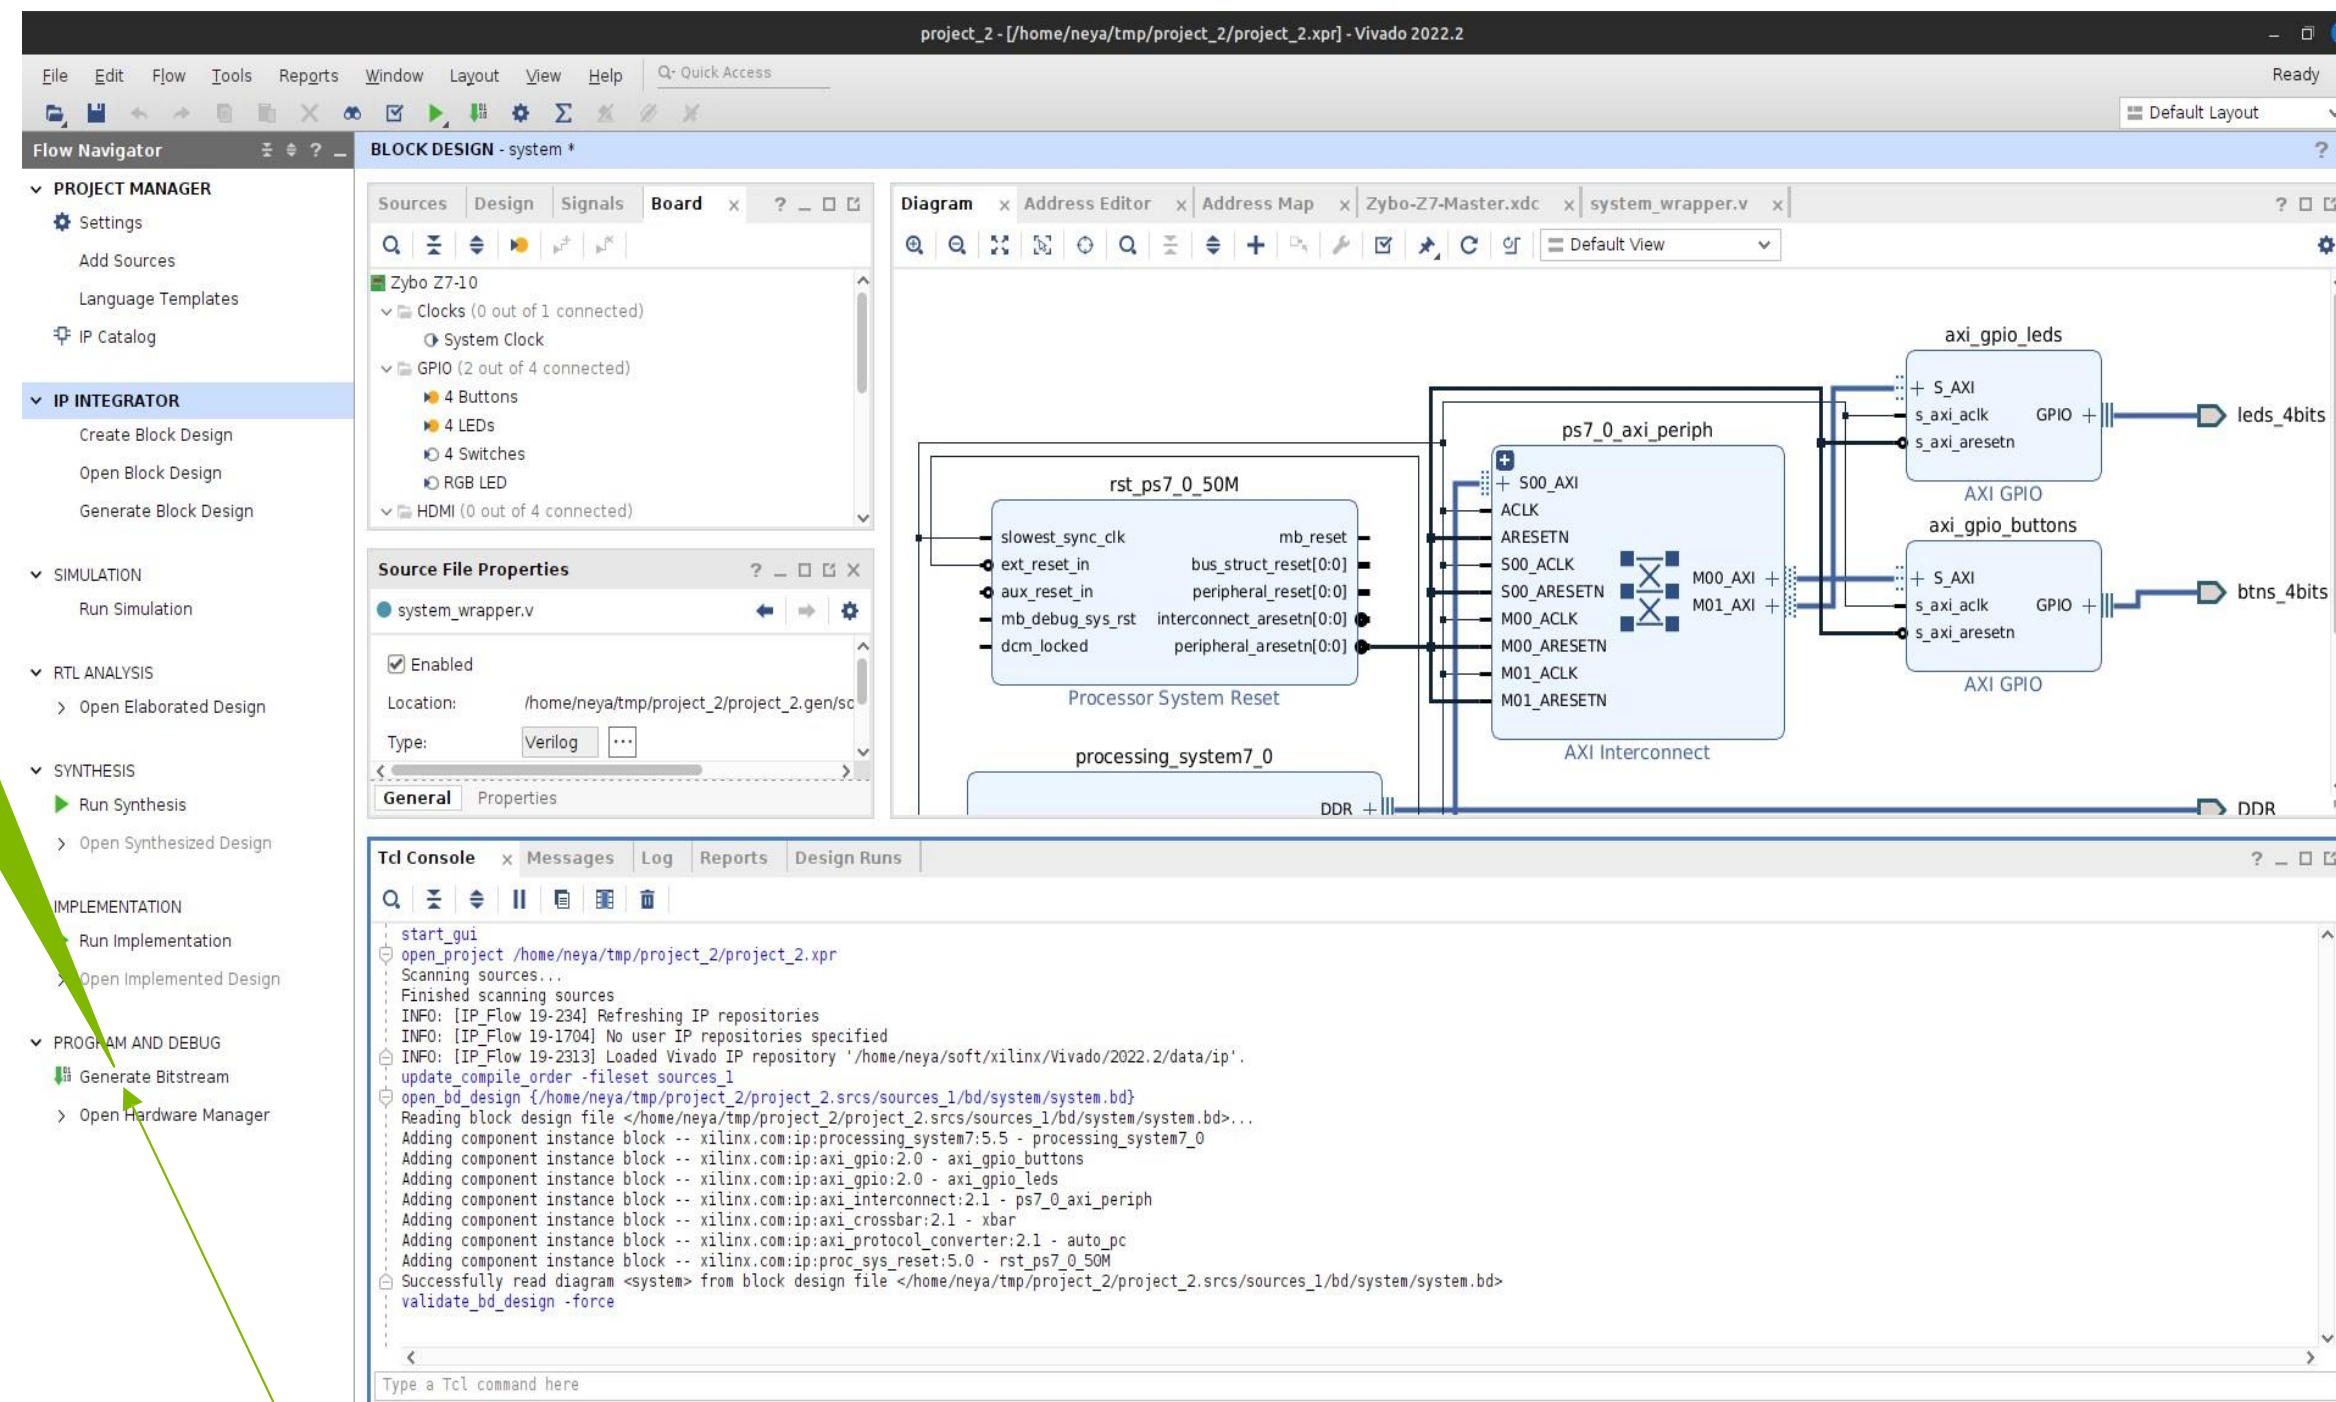 project_2 - [/home/neya/tmp/project_2/project_2.xpr] - Vivado 2022.2
File Edit Flow Tools Reports Window Layout View Help Quick Access
Ready
Default Layout
Flow Navigator
PROJECT MANAGER
Settings
Add Sources
Language Templates
IP Catalog
IP INTEGRATOR
Create Block Design
Open Block Design
Generate Block Design
SIMULATION
Run Simulation
RTL ANALYSIS
Open Elaborated Design
SYNTHESIS
Run Synthesis
Open Synthesized Design
IMPLEMENTATION
Run Implementation
Open Implemented Design
PROGRAM AND DEBUG
Generate Bitstream
Open Hardware Manager
BLOCK DESIGN - system *
Sources Design Signals Board
Zybo Z7-10
Clocks (0 out of 1 connected)
System Clock
GPIO (2 out of 4 connected)
4 Buttons
4 LEDs
4 Switches
RGB LED
HDMI (0 out of 4 connected)
Source File Properties
system_wrapper.v
Enabled
Location: /home/neya/tmp/project_2/project_2.gen/sc
Type: Verilog ...
General Properties
Diagram Address Editor Address Map Zybo-Z7-Master.xdc system_wrapper.v
Default View
rst_ps7_0_50M
slowest_sync_clk mb_reset
ext_reset_in bus_struct_reset[0:0]
aux_reset_in peripheral_reset[0:0]
mb_debug_sys_rst interconnect_aresetn[0:0]
dcm_locked peripheral_aresetn[0:0]
Processor System Reset
processing_system7_0
DDR
ps7_0_axi_periph
S00_AXI
ACLK
ARESETN
S00_ACLK
S00_ARESETN
M00_ACLK
M00_ARESETN
M01_ACLK
M01_ARESETN
M00_AXI
M01_AXI
AXI Interconnect
axi_gpio_leds
S_AXI
s_axi_aclk GPIO
s_axi_aresetn
AXI GPIO
leds_4bits
axi_gpio_buttons
S_AXI
s_axi_aclk GPIO
s_axi_aresetn
AXI GPIO
btns_4bits
DDR
Tcl Console Messages Log Reports Design Runs
start_gui
open_project /home/neya/tmp/project_2/project_2.xpr
Scanning sources...
Finished scanning sources
INFO: [IP_Flow 19-234] Refreshing IP repositories
INFO: [IP_Flow 19-1704] No user IP repositories specified
INFO: [IP_Flow 19-2313] Loaded Vivado IP repository '/home/neya/soft/xilinx/Vivado/2022.2/data/ip'.
update_compile_order -fileset sources_1
open_bd_design {/home/neya/tmp/project_2/project_2.srcs/sources_1/bd/system/system.bd}
Reading block design file </home/neya/tmp/project_2/project_2.srcs/sources_1/bd/system/system.bd>...
Adding component instance block -- xilinx.com:ip:processing_system7:5.5 - processing_system7_0
Adding component instance block -- xilinx.com:ip:axi_gpio:2.0 - axi_gpio_buttons
Adding component instance block -- xilinx.com:ip:axi_gpio:2.0 - axi_gpio_leds
Adding component instance block -- xilinx.com:ip:axi_interconnect:2.1 - ps7_0_axi_periph
Adding component instance block -- xilinx.com:ip:axi_crossbar:2.1 - xbar
Adding component instance block -- xilinx.com:ip:axi_protocol_converter:2.1 - auto_pc
Adding component instance block -- xilinx.com:ip:proc_sys_reset:5.0 - rst_ps7_0_50M
Successfully read diagram <system> from block design file </home/neya/tmp/project_2/project_2.srcs/sources_1/bd/system/system.bd>
validate_bd_design -force
Type a Tcl command here